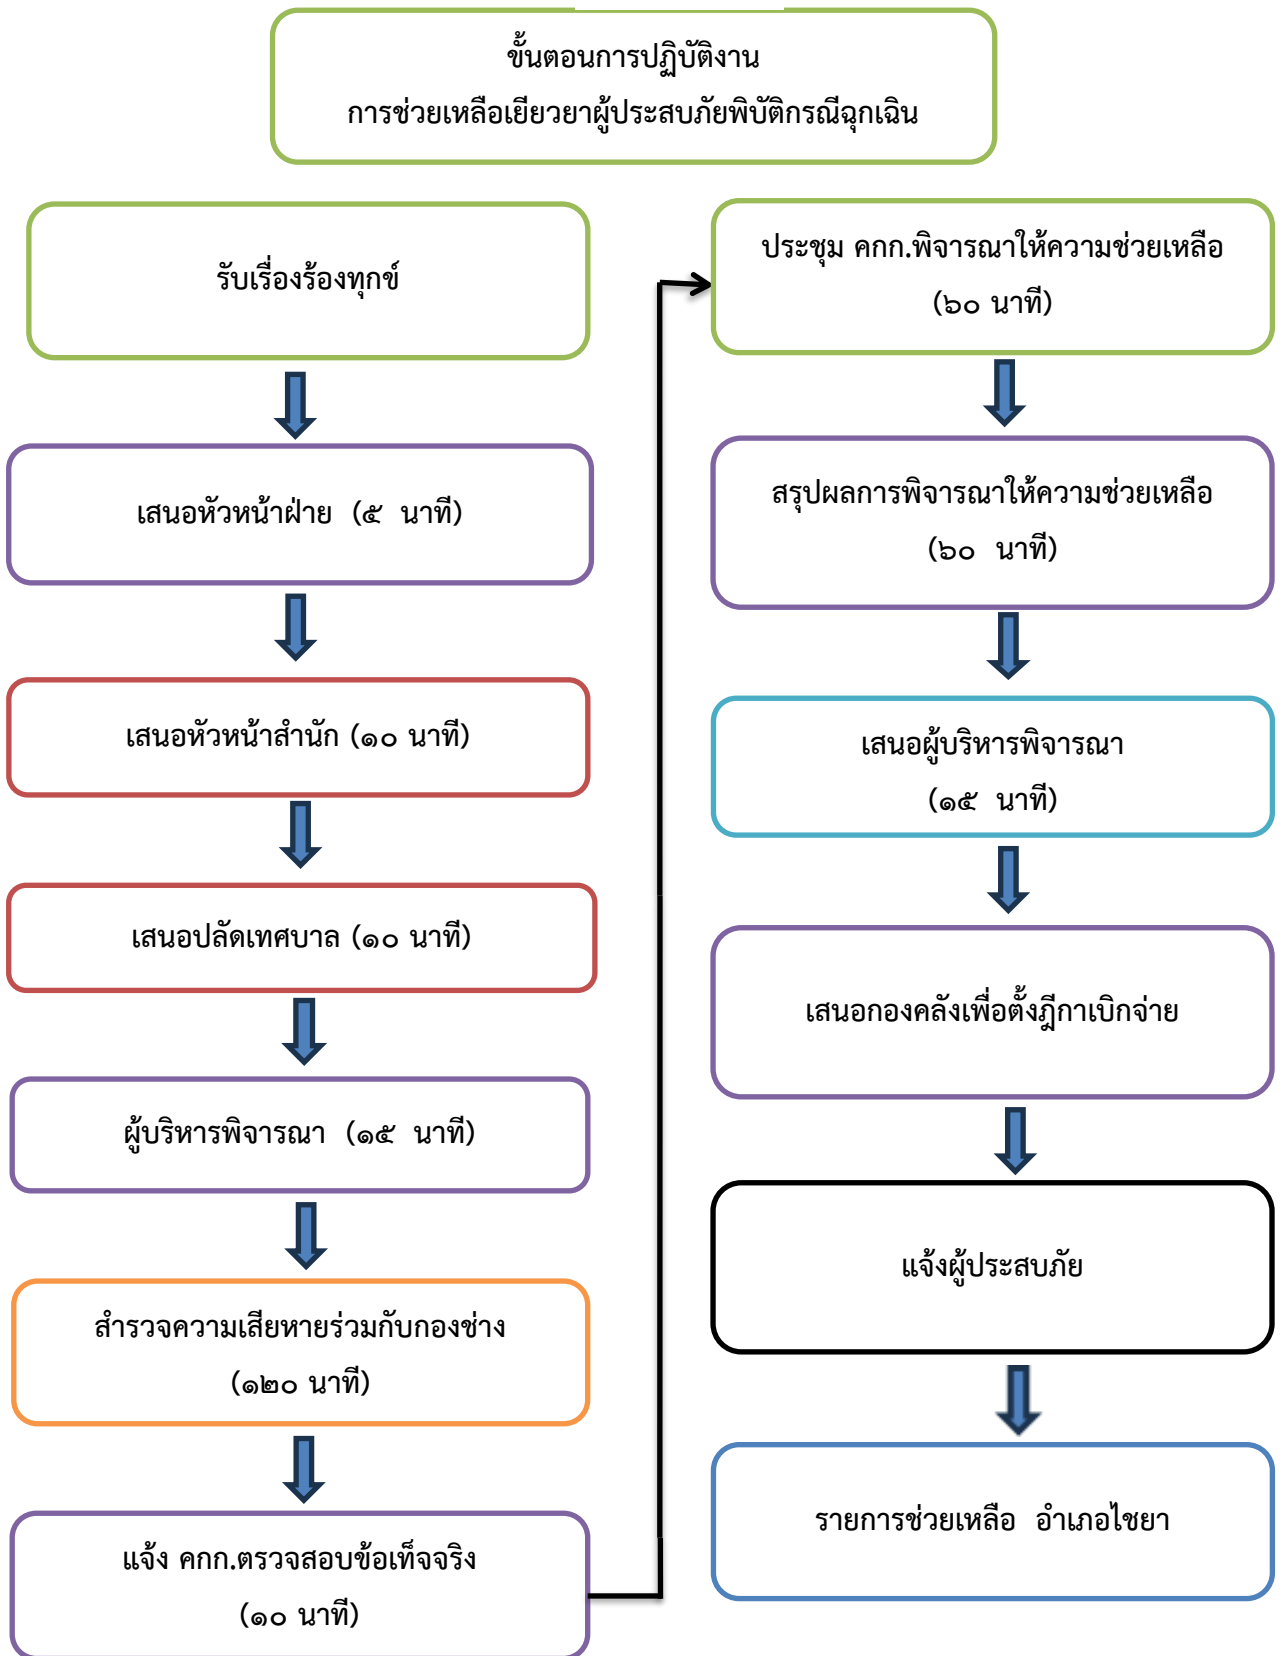 ขั้นตอนการปฏิบัติงาน
การช่วยเหลือเยียวยาผู้ประสบภัยพิบัติกรณีฉุกเฉิน
รับเรื่องร้องทุกข์
เสนอหัวหน้าฝ่าย (๕ นาที)
เสนอหัวหน้าสำนัก (๑๐ นาที)
เสนอปลัดเทศบาล (๑๐ นาที)
ผู้บริหารพิจารณา (๑๕ นาที)
สำรวจความเสียหายร่วมกับกองช่าง
(๑๒๐ นาที)
แจ้ง คกก.ตรวจสอบข้อเท็จจริง
(๑๐ นาที)
ประชุม คกก.พิจารณาให้ความช่วยเหลือ
(๖๐ นาที)
สรุปผลการพิจารณาให้ความช่วยเหลือ
(๖๐ นาที)
เสนอผู้บริหารพิจารณา
(๑๕ นาที)
เสนอกองคลังเพื่อตั้งฎีกาเบิกจ่าย
แจ้งผู้ประสบภัย
รายการช่วยเหลือ อำเภอไชยา